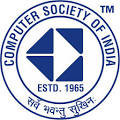 COMPUTER SOCIETY OF INDIA
TM
ESTD. 1965
सर्वे भवन्तु सुखिनः